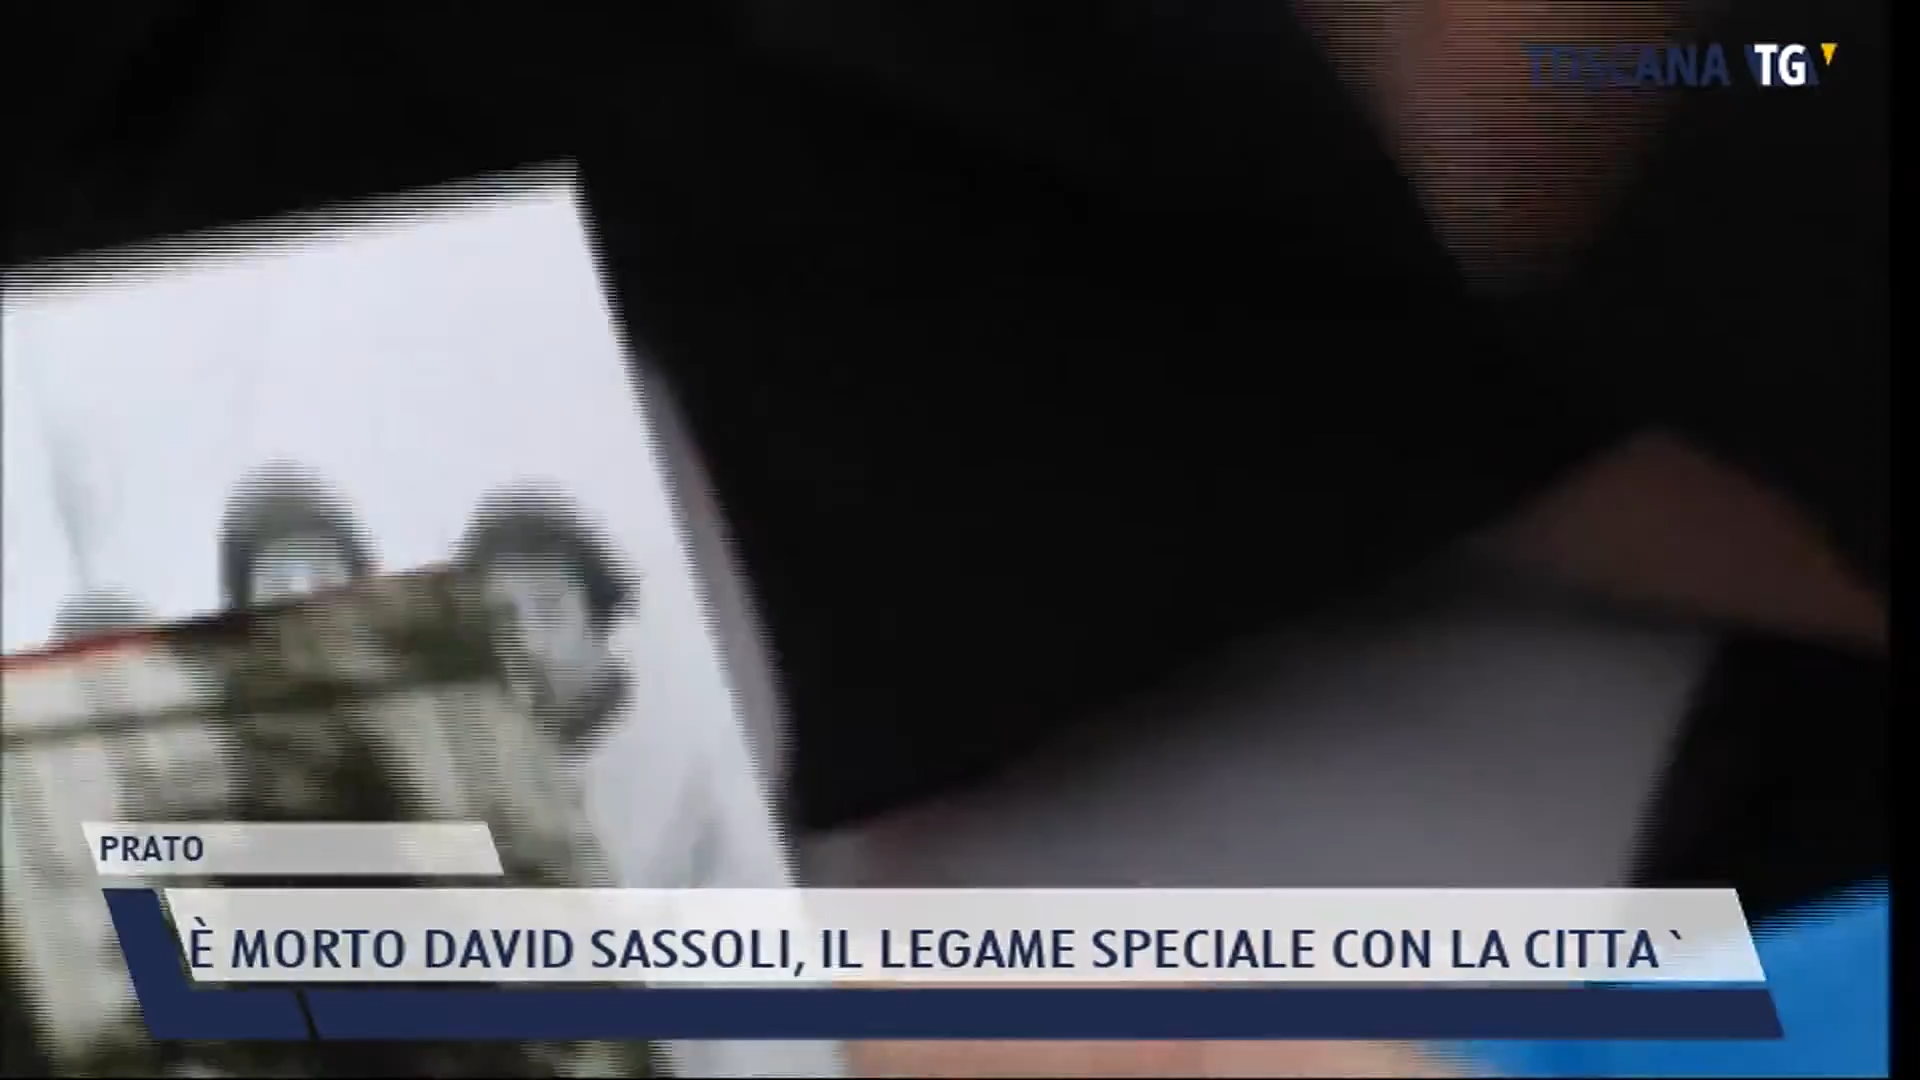 TOSCANA TG
PRATO
È MORTO DAVID SASSOLI, IL LEGAME SPECIALE CON LA CITTA`